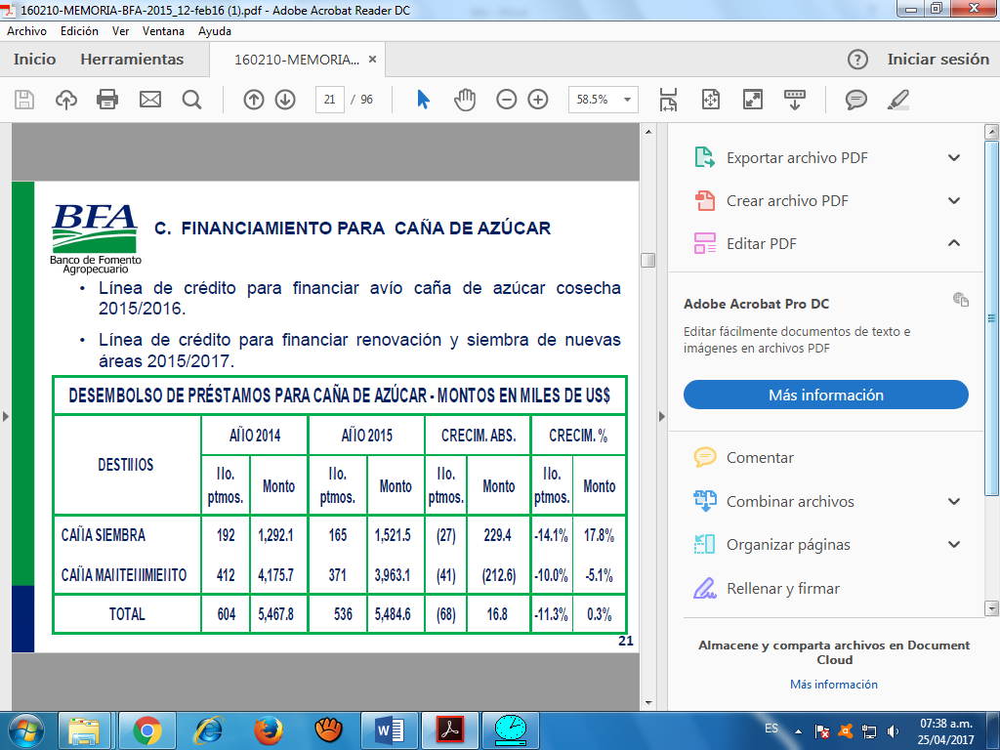 160210-MEMORIA-BFA-2015_12-feb16 (1).pdf - Adobe Acrobat Reader DC
Archivo Edición Ver Ventana Ayuda
Inicio Herramientas 160210-MEMORIA... × ? Iniciar sesión
21 / 96 58.5%
BFA
Banco de Fomento
Agropecuario
C. FINANCIAMIENTO PARA CAÑA DE AZÚCAR
• Línea de crédito para financiar avío caña de azúcar cosecha
2015/2016.
• Línea de crédito para financiar renovación y siembra de nuevas
áreas 2015/2017.
DESEMBOLSO DE PRÉSTAMOS PARA CAÑA DE AZÚCAR - MONTOS EN MILES DE US$
DESTINOS AÑO 2014 AÑO 2015 CRECIM. ABS. CRECIM. %
No. ptmos. Monto No. ptmos. Monto No. ptmos. Monto No. ptmos. Monto
CAÑA SIEMBRA 192 1,292.1 165 1,521.5 (27) 229.4 -14.1% 17.8%
CAÑA MANTENIMIENTO 412 4,175.7 371 3,963.1 (41) (212.6) -10.0% -5.1%
TOTAL 604 5,467.8 536 5,484.6 (68) 16.8 -11.3% 0.3%
21
Exportar archivo PDF
Crear archivo PDF
Editar PDF
Adobe Acrobat Pro DC
Editar fácilmente documentos de texto e
imágenes en archivos PDF
Más información
Comentar
Combinar archivos
Organizar páginas
Rellenar y firmar
Almacene y comparta archivos en Document
Cloud
Más información
ES
07:38 a.m.
25/04/2017